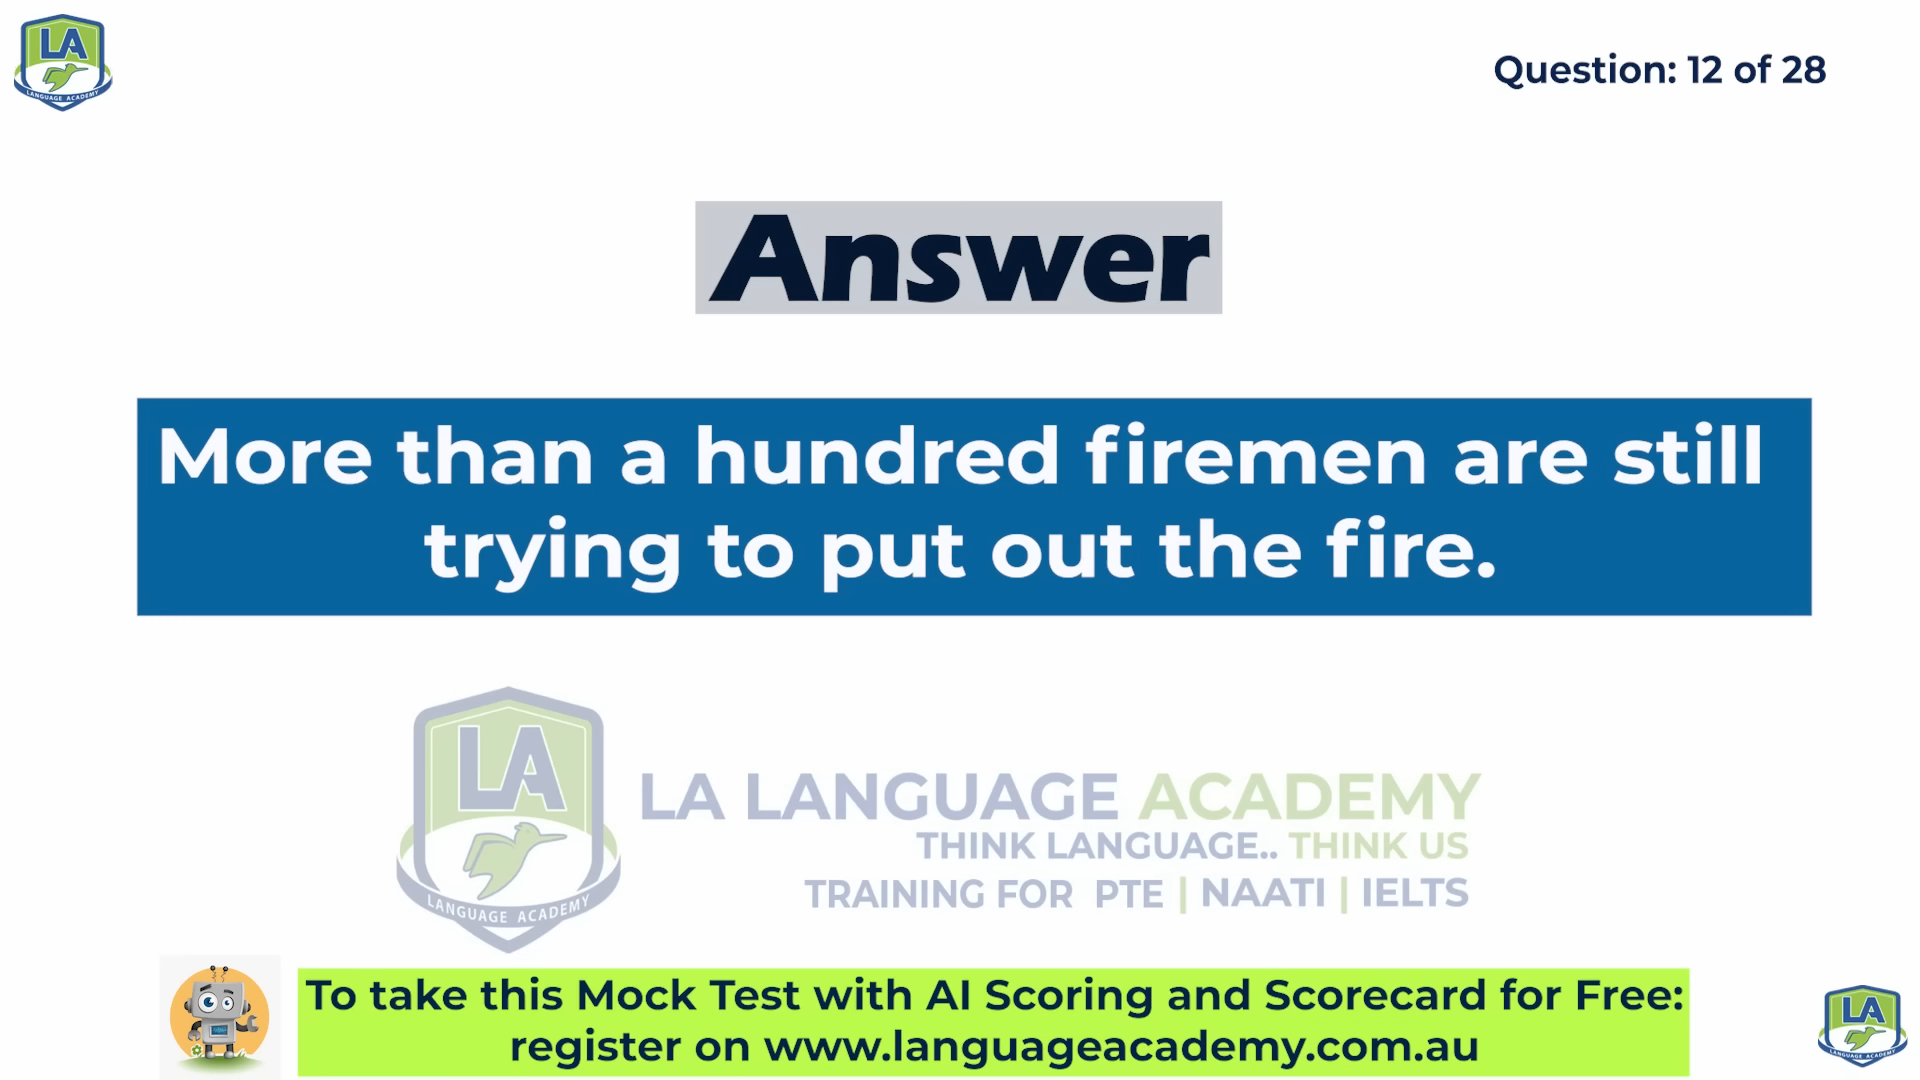 LA
LANGUAGE ACADEMY
Question: 12 of 28
Answer
More than a hundred firemen are still
trying to put out the fire.
LA
LANGUAGE ACADEMY
LA LANGUAGE ACADEMY
THINK LANGUAGE.. THINK US
TRAINING FOR PTE | NAATI | IELTS
To take this Mock Test with AI Scoring and Scorecard for Free:
register on www.languageacademy.com.au
LA
LANGUAGE ACADEMY